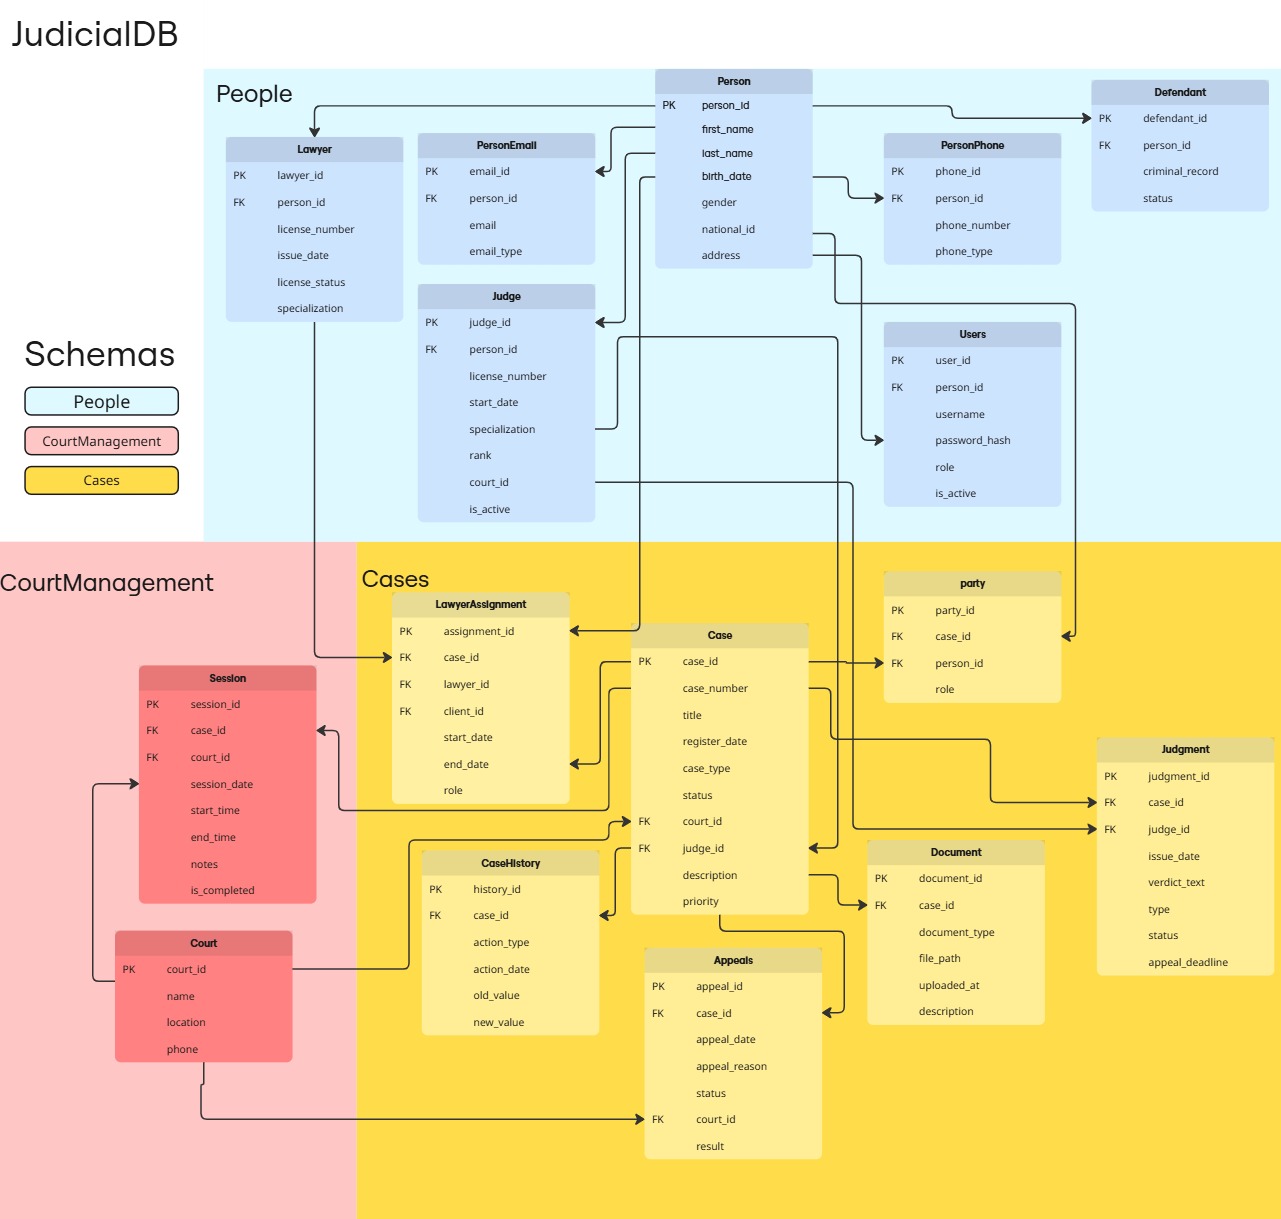 JudicialDB
People
Person
PK person_id
first_name
last_name
birth_date
gender
national_id
address
Defendant
PK defendant_id
FK person_id
criminal_record
status
Lawyer
PK lawyer_id
FK person_id
license_number
issue_date
license_status
specialization
PersonEmail
PK email_id
FK person_id
email
email_type
PersonPhone
PK phone_id
FK person_id
phone_number
phone_type
Judge
PK judge_id
FK person_id
license_number
start_date
specialization
rank
court_id
is_active
Users
PK user_id
FK person_id
username
password_hash
role
is_active
Schemas
People
CourtManagement
Cases
CourtManagement
Session
PK session_id
FK case_id
FK court_id
session_date
start_time
end_time
notes
is_completed
Court
PK court_id
name
location
phone
Cases
LawyerAssignment
PK assignment_id
FK case_id
FK lawyer_id
FK client_id
start_date
end_date
role
Case
PK case_id
case_number
title
register_date
case_type
status
FK court_id
FK judge_id
description
priority
party
PK party_id
FK case_id
FK person_id
role
Judgment
PK judgment_id
FK case_id
FK judge_id
issue_date
verdict_text
type
status
appeal_deadline
CaseHistory
PK history_id
FK case_id
action_type
action_date
old_value
new_value
Document
PK document_id
FK case_id
document_type
file_path
uploaded_at
description
Appeals
PK appeal_id
FK case_id
appeal_date
appeal_reason
status
FK court_id
result